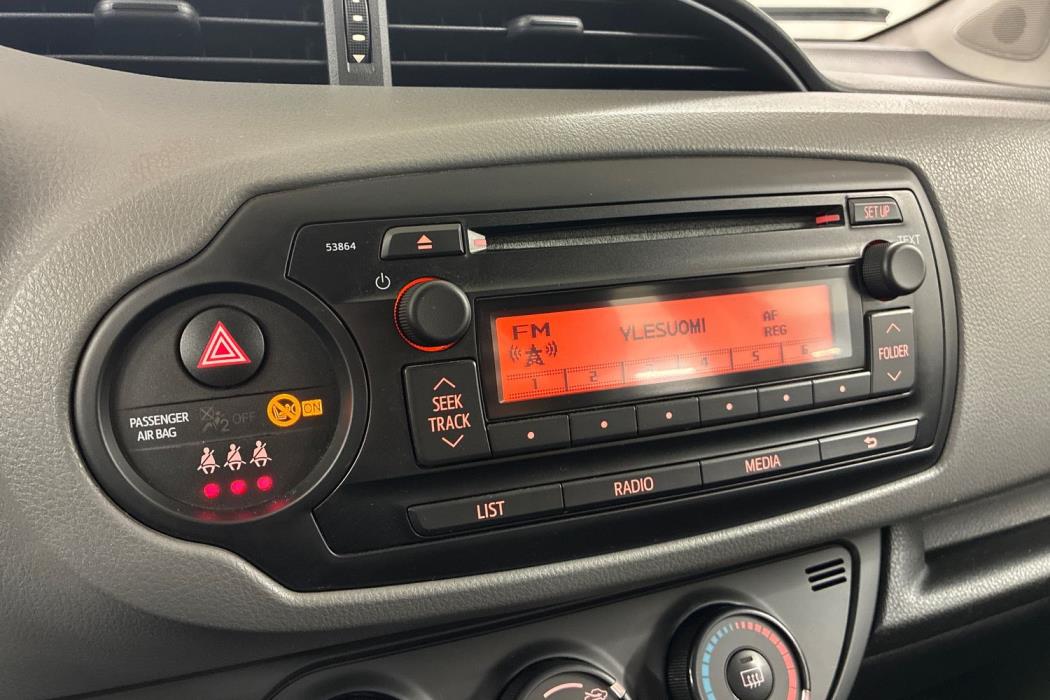 53864
SET UP
TEXT
FM
YLESUOMI
AF
REG
1 2 4 5 6
SEEK
TRACK
FOLDER
PASSENGER
AIR BAG
2 OFF
ON
LIST
RADIO
MEDIA